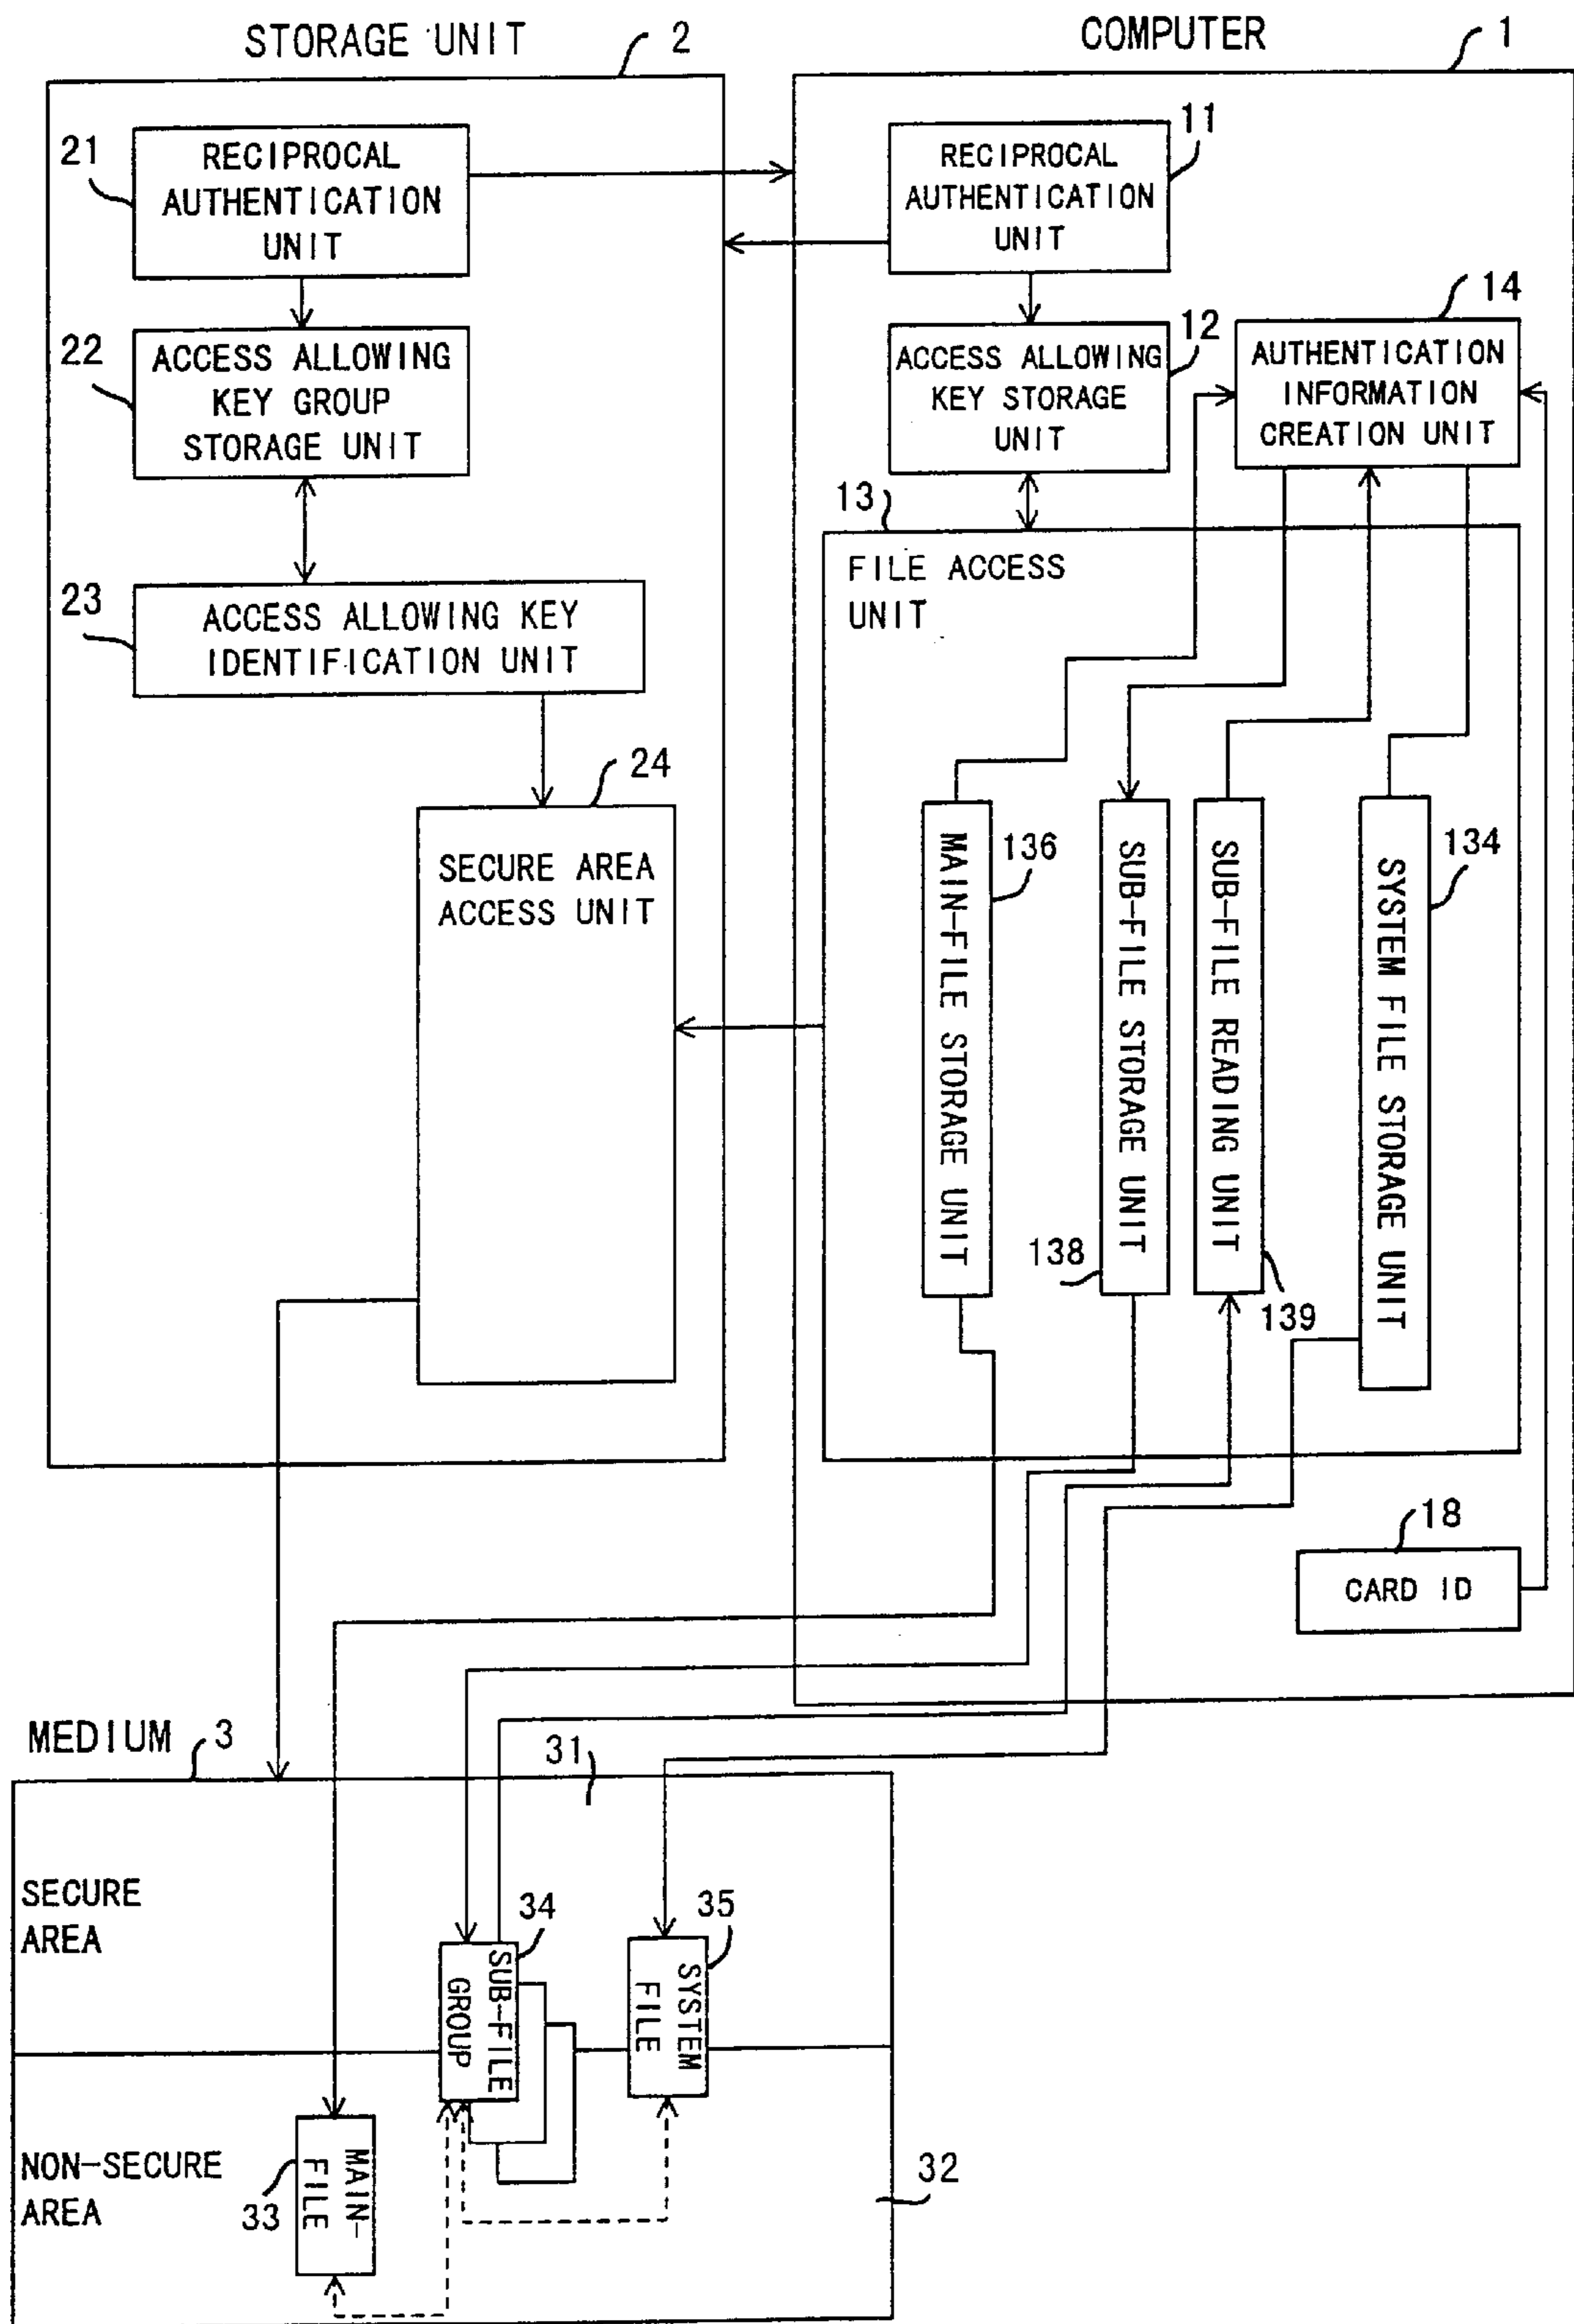 STORAGE UNIT
2
COMPUTER
1
21
RECIPROCAL
AUTHENTICATION
UNIT
11
RECIPROCAL
AUTHENTICATION
UNIT
22
ACCESS ALLOWING
KEY GROUP
STORAGE UNIT
12
ACCESS ALLOWING
KEY STORAGE
UNIT
14
AUTHENTICATION
INFORMATION
CREATION UNIT
13
FILE ACCESS
UNIT
23
ACCESS ALLOWING KEY
IDENTIFICATION UNIT
24
SECURE AREA
ACCESS UNIT
MAIN-FILE STORAGE UNIT
136
SUB-FILE STORAGE UNIT
138
SUB-FILE READING UNIT
139
SYSTEM FILE STORAGE UNIT
134
18
CARD ID
MEDIUM
3
31
SECURE
AREA
34
SUB-FILE
GROUP
35
SYSTEM
FILE
NON-SECURE
AREA
33
MAIN-
FILE
32